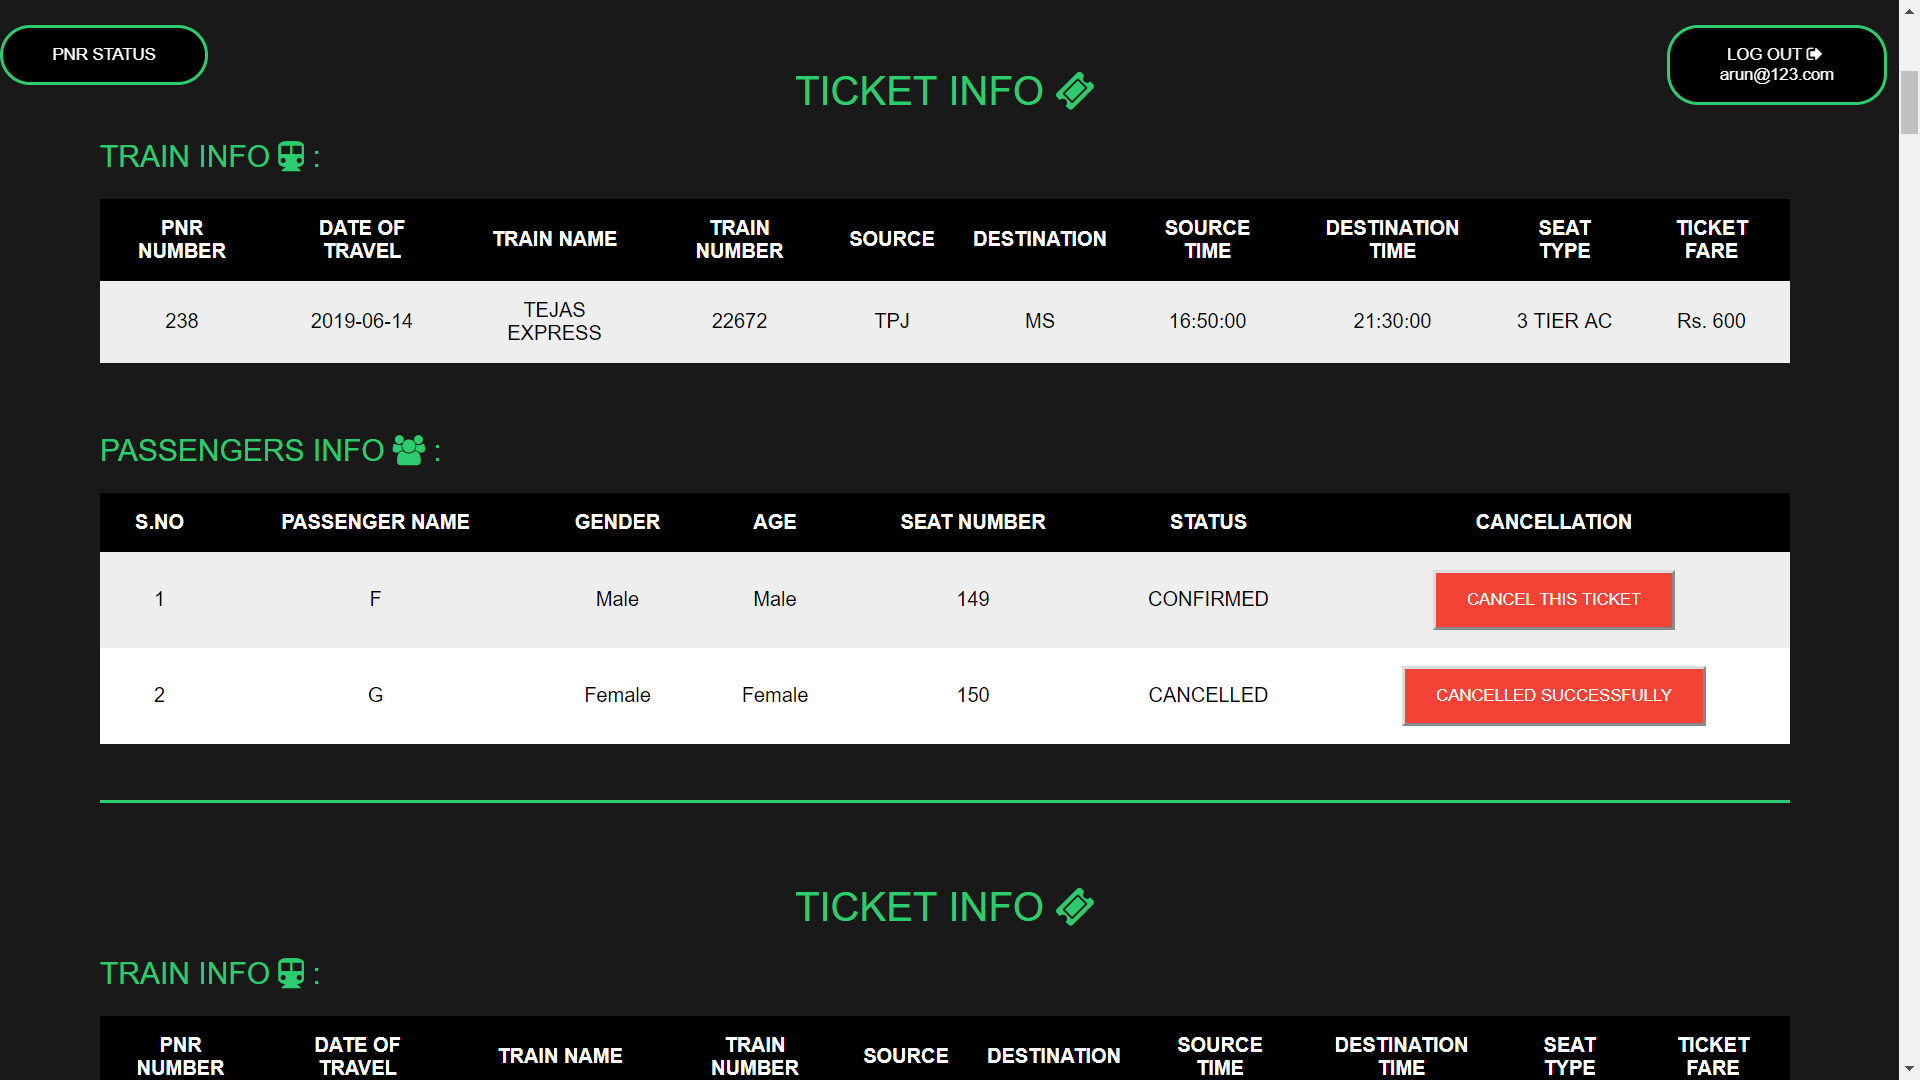 PNR STATUS
LOG OUT
arun@123.com
TICKET INFO
TRAIN INFO :
PNR NUMBER DATE OF TRAVEL TRAIN NAME TRAIN NUMBER SOURCE DESTINATION SOURCE TIME DESTINATION TIME SEAT TYPE TICKET FARE
238 2019-06-14 TEJAS EXPRESS 22672 TPJ MS 16:50:00 21:30:00 3 TIER AC Rs. 600
PASSENGERS INFO :
S.NO PASSENGER NAME GENDER AGE SEAT NUMBER STATUS CANCELLATION
1 F Male Male 149 CONFIRMED CANCEL THIS TICKET
2 G Female Female 150 CANCELLED CANCELLED SUCCESSFULLY
TICKET INFO
TRAIN INFO :
PNR NUMBER DATE OF TRAVEL TRAIN NAME TRAIN NUMBER SOURCE DESTINATION SOURCE TIME DESTINATION TIME SEAT TYPE TICKET FARE